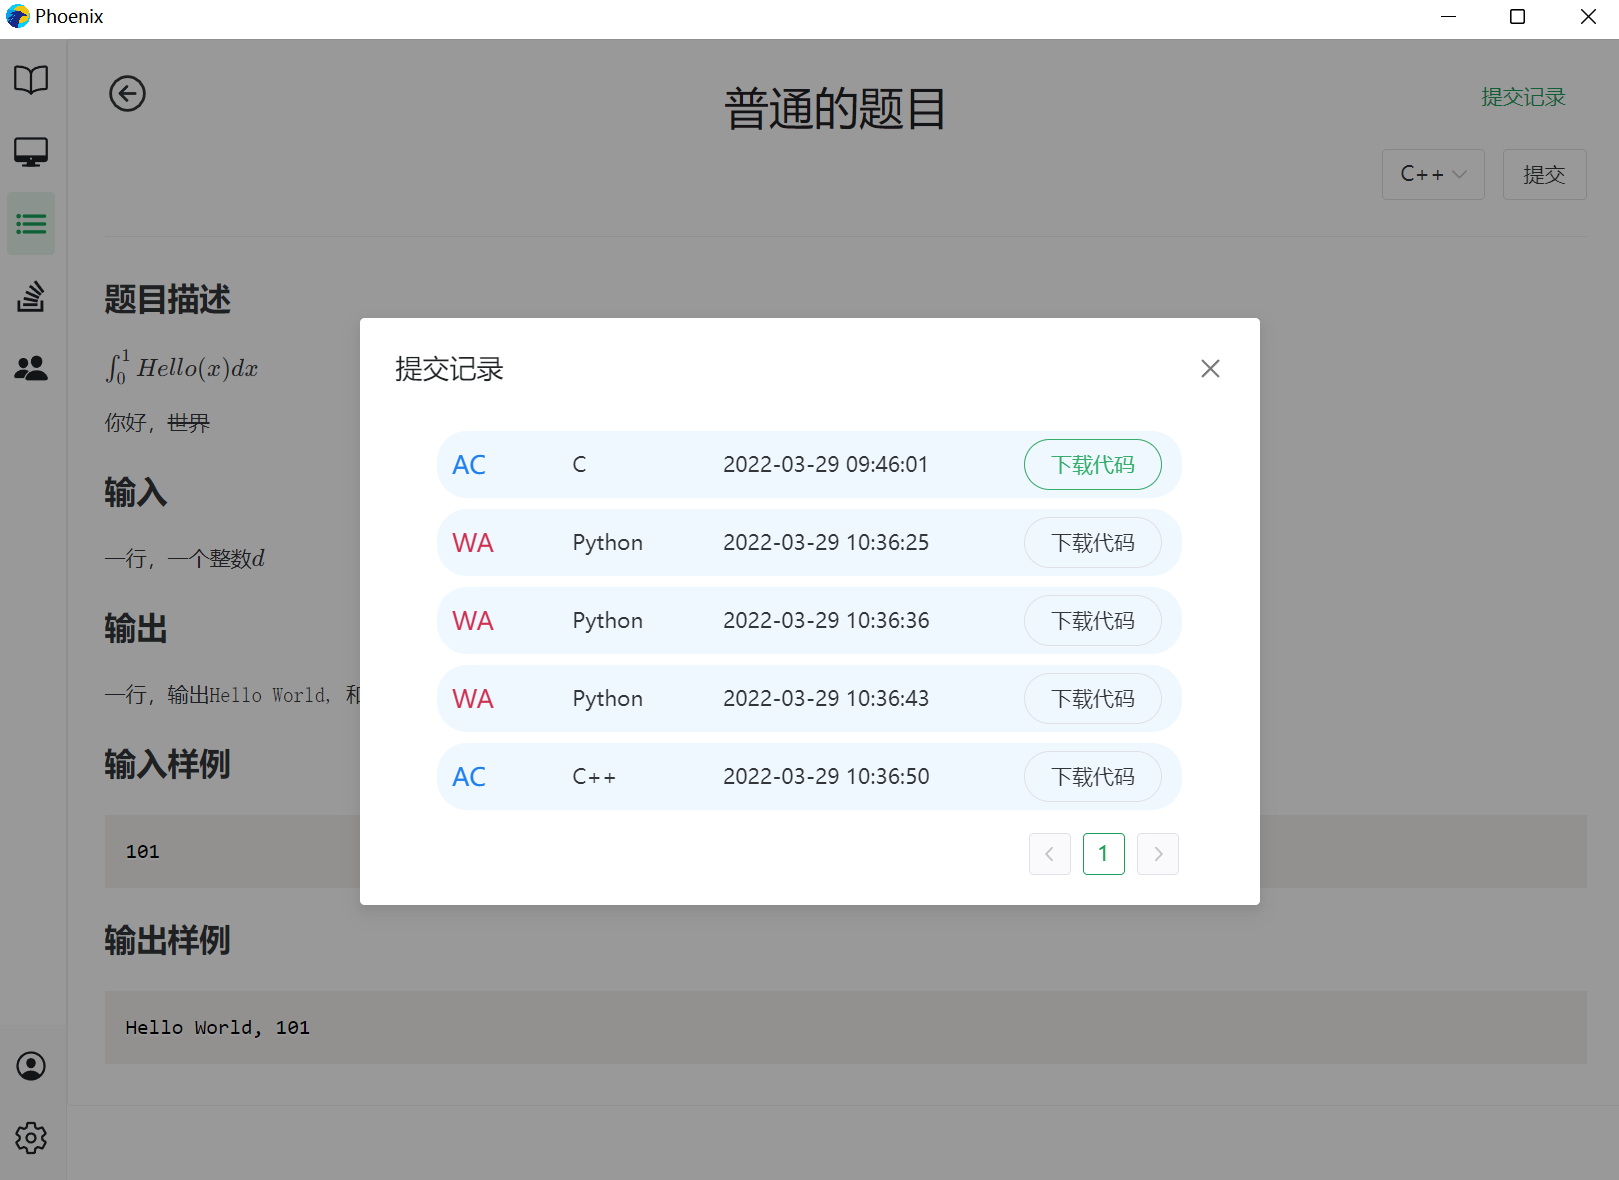 Phoenix
普通的题目
提交记录
C++
提交
题目描述
∫₀¹ Hello(x)dx
你好，世界
输入
一行，一个整数d
输出
一行，输出Hello World, 和
输入样例
101
输出样例
Hello World, 101
提交记录
AC C 2022-03-29 09:46:01 下载代码
WA Python 2022-03-29 10:36:25 下载代码
WA Python 2022-03-29 10:36:36 下载代码
WA Python 2022-03-29 10:36:43 下载代码
AC C++ 2022-03-29 10:36:50 下载代码
1